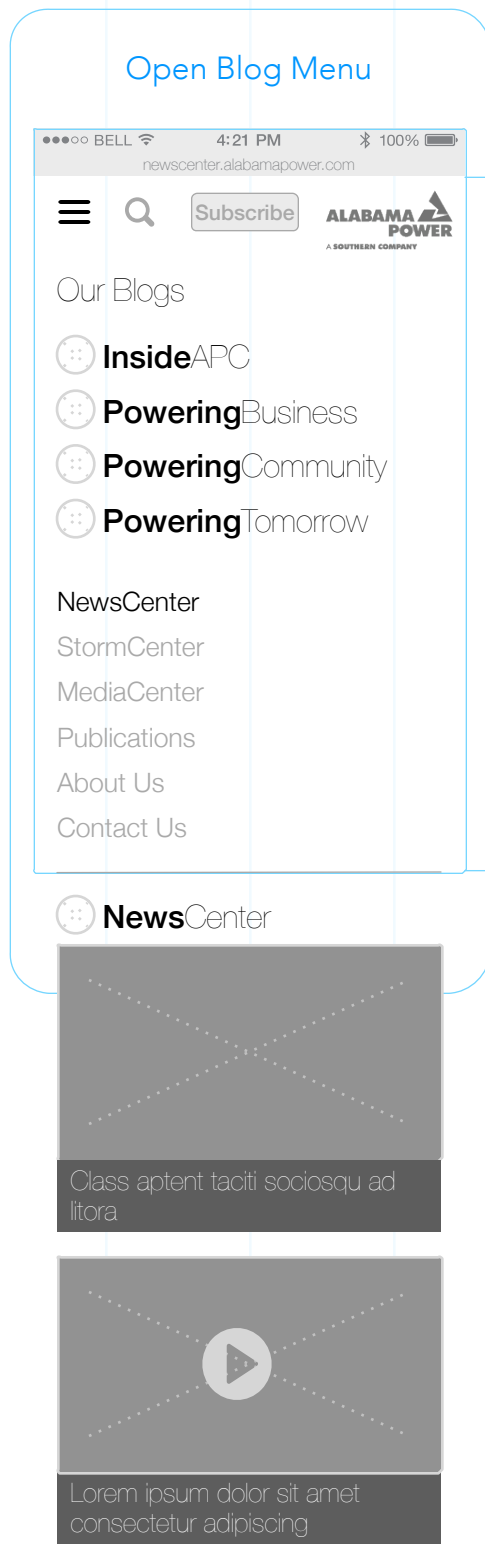 Open Blog Menu
BELL 4:21 PM 100%
newscenter.alabamapower.com
Subscribe
ALABAMA
POWER
A SOUTHERN COMPANY
Our Blogs
InsideAPC
PoweringBusiness
PoweringCommunity
PoweringTomorrow
NewsCenter
StormCenter
MediaCenter
Publications
About Us
Contact Us
NewsCenter
Class aptent taciti sociosqu ad
litora
Lorem ipsum dolor sit amet
consectetur adipiscing